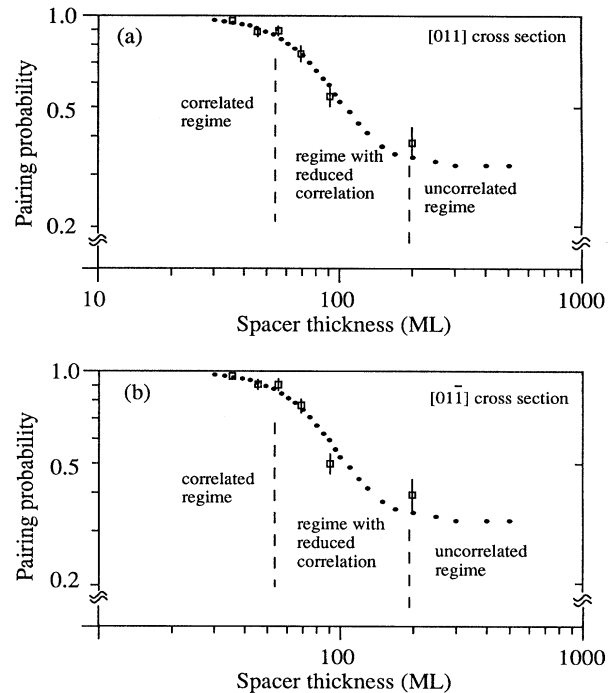 1.0
(a)
[011] cross section
Pairing probability
0.5
correlated
regime
regime with
reduced
correlation
uncorrelated
regime
0.2
10
100
1000
Spacer thickness (ML)
1.0
(b)
[011̄] cross section
Pairing probability
0.5
correlated
regime
regime with
reduced
correlation
uncorrelated
regime
0.2
100
1000
Spacer thickness (ML)